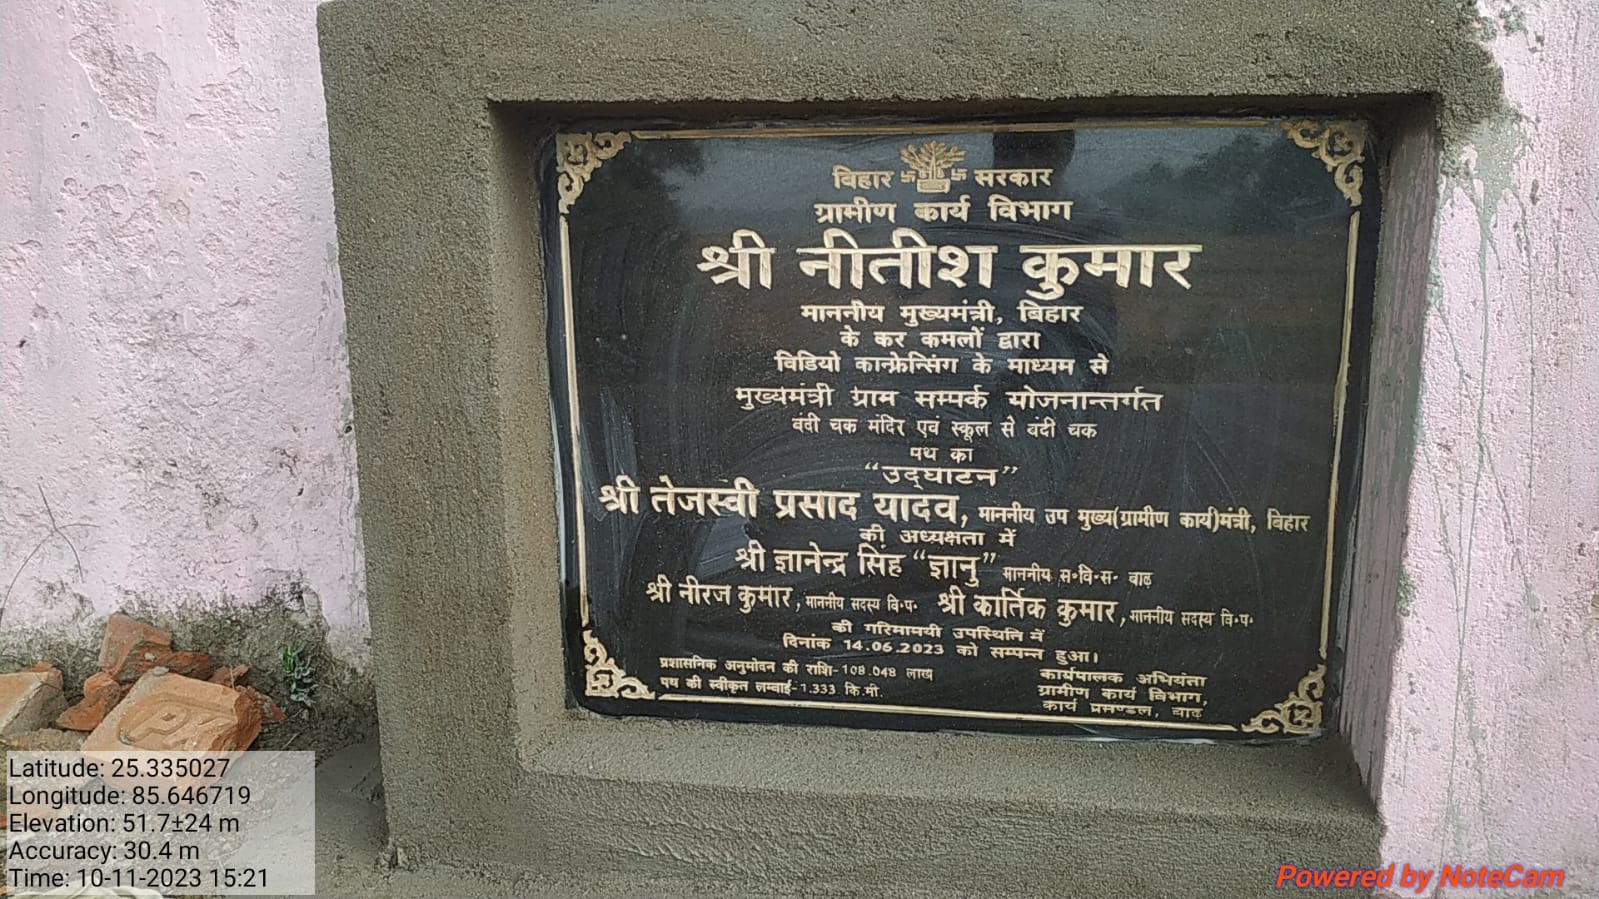 बिहार सरकार
ग्रामीण कार्य विभाग
श्री नीतीश कुमार
माननीय मुख्यमंत्री, बिहार
के कर कमलों द्वारा
विडियो कान्फ्रेन्सिंग के माध्यम से
मुख्यमंत्री ग्राम सम्पर्क योजनान्तर्गत
वंदी चक मंदिर एवं स्कूल से वंदी चक
पथ का
"उद्घाटन"
श्री तेजस्वी प्रसाद यादव, माननीय उप मुख्य(ग्रामीण कार्य)मंत्री, बिहार
की अध्यक्षता में
श्री ज्ञानेन्द्र सिंह "ज्ञानु" माननीय स॰वि॰स॰ बाढ़
श्री नीरज कुमार, माननीय सदस्य वि॰प॰ श्री कार्तिक कुमार, माननीय सदस्य वि॰प॰
की गरिमामयी उपस्थिति में
दिनांक 14.06.2023 को सम्पन्न हुआ।
प्रशासनिक अनुमोदन की राशि-108.048 लाख
पथ की स्वीकृत लम्बाई-1.333 कि.मी.
कार्यपालक अभियंता
ग्रामीण कार्य विभाग,
कार्य प्रमण्डल, बाढ़
PK
Latitude: 25.335027
Longitude: 85.646719
Elevation: 51.7±24 m
Accuracy: 30.4 m
Time: 10-11-2023 15:21
Powered by NoteCam